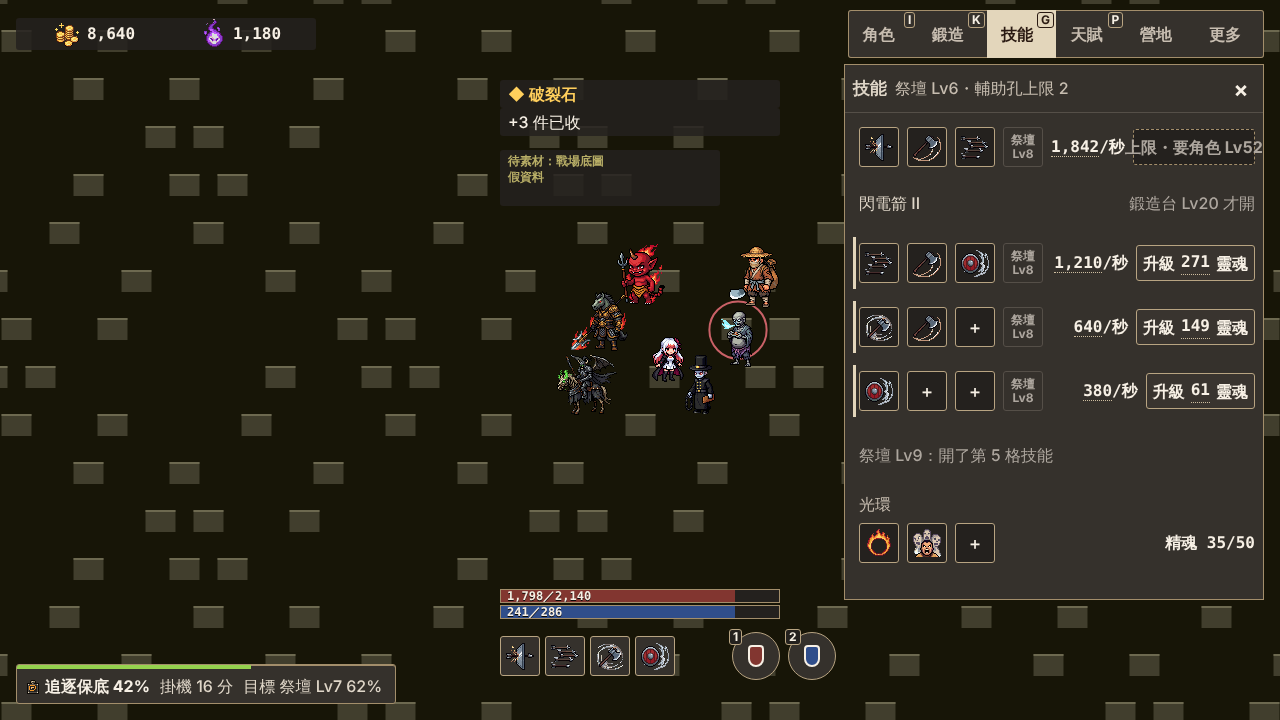 8,640
1,180
角色 I
鍛造 K
技能 G
天賦 P
營地
更多
◆ 破裂石
+3 件已收
待素材：戰場底圖
假資料
技能 祭壇 Lv6・輔助孔上限 2 ×
祭壇 Lv8
1,842/秒
上限・要角色 Lv52
閃電箭 II 鍛造台 Lv20 才開
祭壇 Lv8
1,210/秒 升級 271 靈魂
+
祭壇 Lv8
640/秒 升級 149 靈魂
+ +
祭壇 Lv8
380/秒 升級 61 靈魂
祭壇 Lv9：開了第 5 格技能
光環
+ 精魂 35/50
1,798／2,140
241／286
1 2
追逐保底 42% 掛機 16 分 目標 祭壇 Lv7 62%